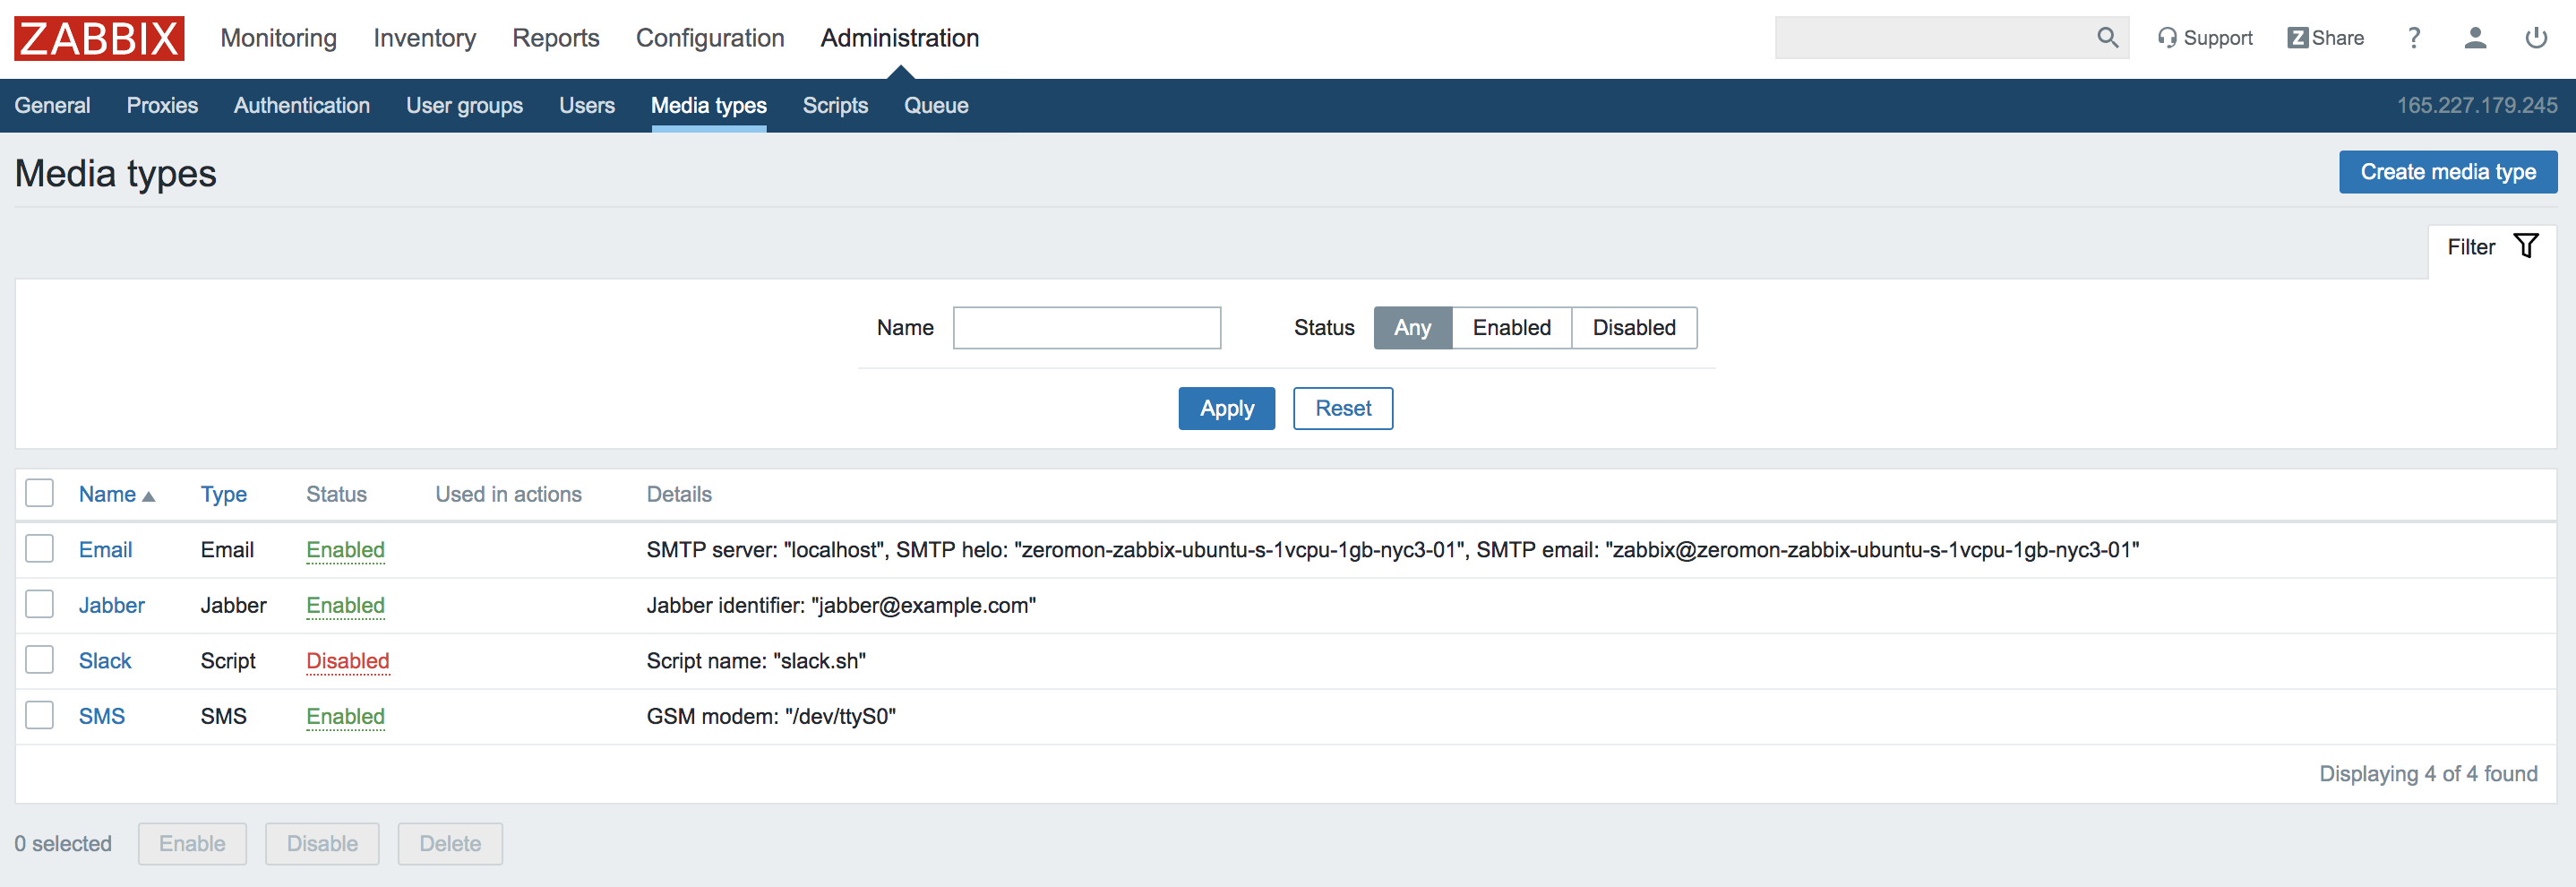 ZABBIX Monitoring Inventory Reports Configuration Administration Support Z Share ?
General Proxies Authentication User groups Users Media types Scripts Queue 165.227.179.245
Media types Create media type
Filter
Name Status Any Enabled Disabled
Apply Reset
Name Type Status Used in actions Details
Email Email Enabled SMTP server: "localhost", SMTP helo: "zeromon-zabbix-ubuntu-s-1vcpu-1gb-nyc3-01", SMTP email: "zabbix@zeromon-zabbix-ubuntu-s-1vcpu-1gb-nyc3-01"
Jabber Jabber Enabled Jabber identifier: "jabber@example.com"
Slack Script Disabled Script name: "slack.sh"
SMS SMS Enabled GSM modem: "/dev/ttyS0"
Displaying 4 of 4 found
0 selected Enable Disable Delete